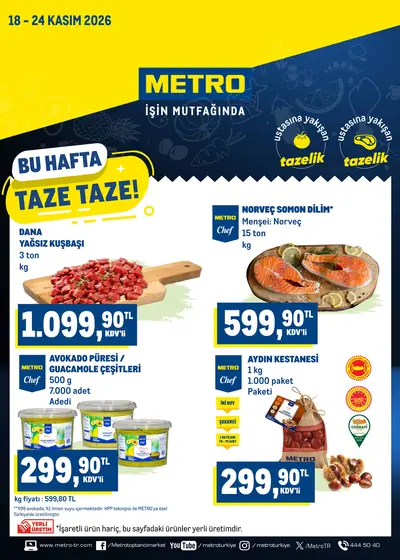 18 - 24 KASIM 2026
METRO
İŞİN MUTFAĞINDA
ustasına yakışan
tazelik
ustasına yakışan
tazelik
BU HAFTA
TAZE TAZE!
DANA
YAĞSIZ KUŞBAŞI
3 ton
kg
1.099,90TL
KDV'li
METRO
Chef
NORVEÇ SOMON DİLİM*
Menşei: Norveç
15 ton
kg
599,90TL
KDV'li
METRO
Chef
AVOKADO PÜRESİ /
GUACAMOLE ÇEŞİTLERİ
500 g
7.000 adet
Adedi
299,90TL
KDV'li
kg fiyatı : 599,80 TL
METRO
Chef
AYDIN KESTANESİ
1 kg
1.000 paket
Paketi
İRİ BOY
299,90TL
KDV'li
YERLİ
ÜRETİM
*İşaretli ürün hariç, bu sayfadaki ürünler yerli üretimdir.
www.metro-tr.com
/Metrotoptancimarket
YouTube
/metroturkiye
/metroturkiye
/MetroTR
444 50 40